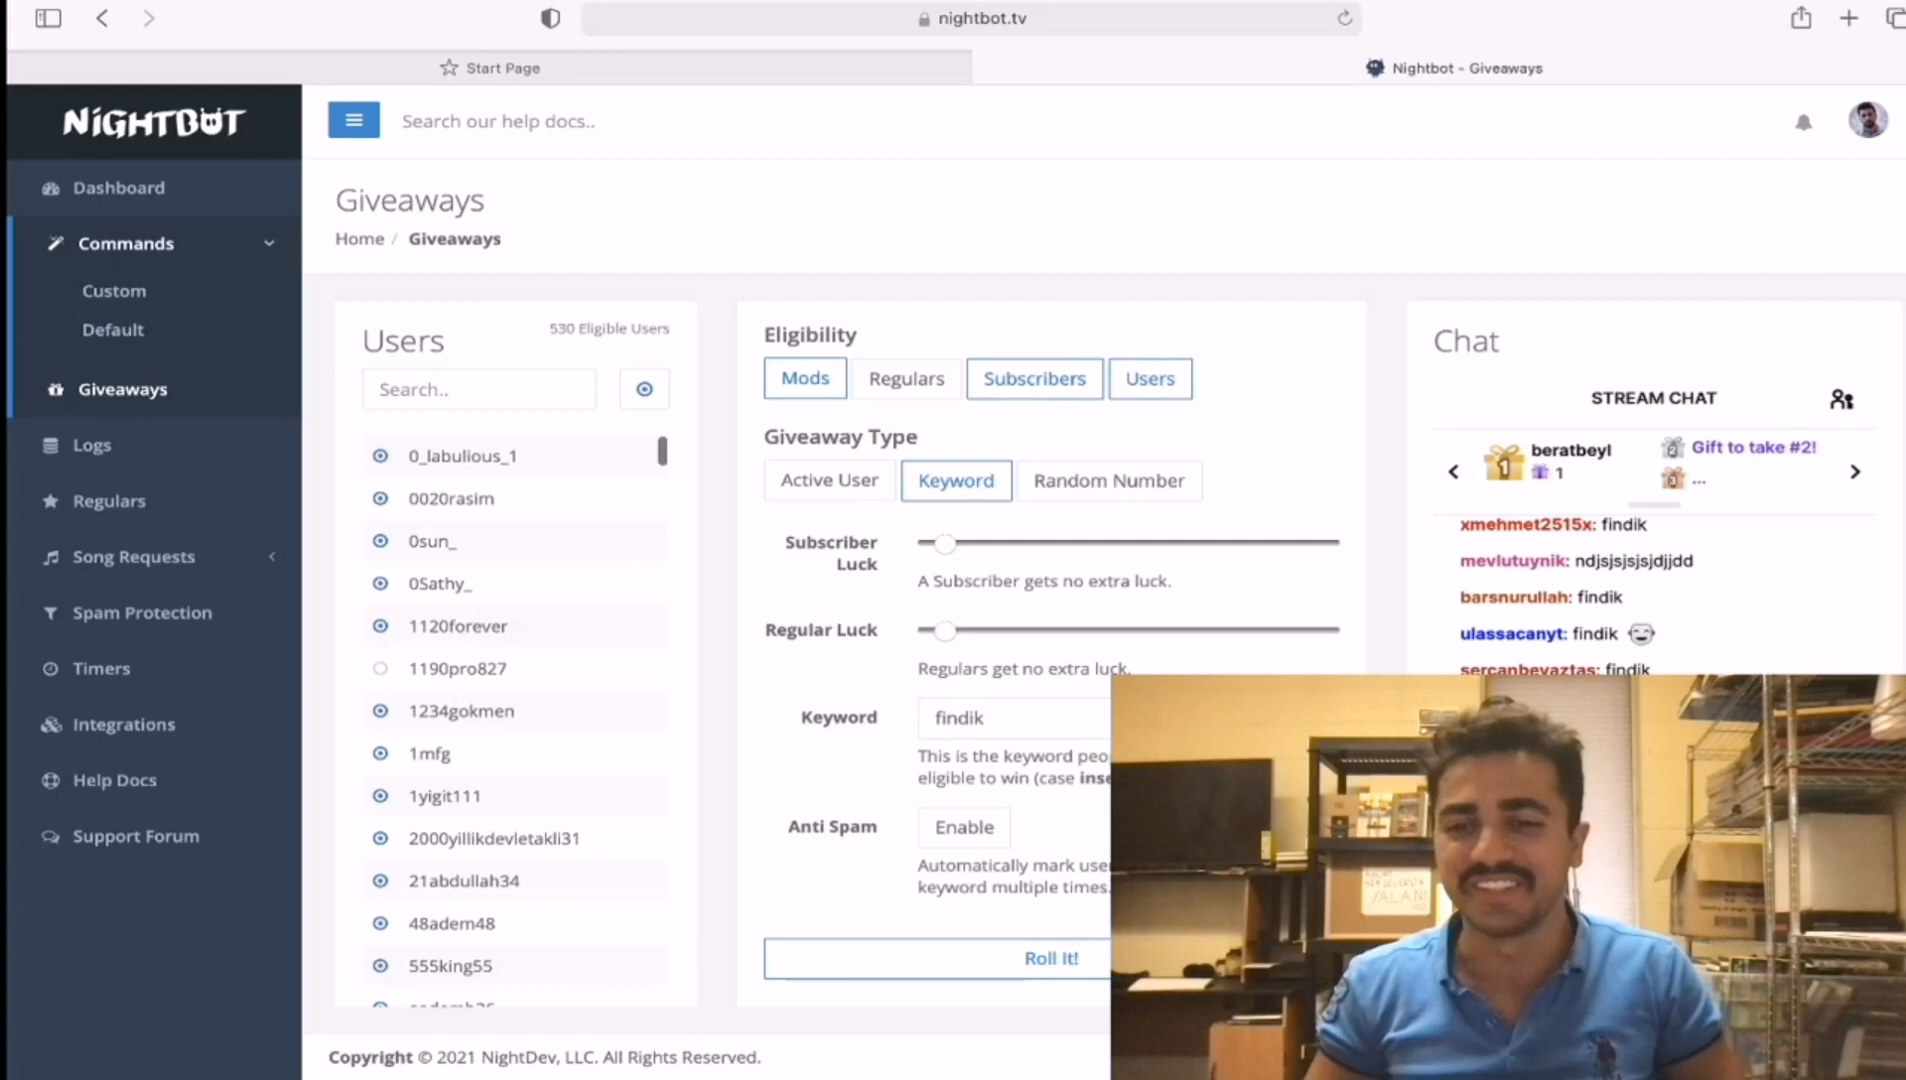 nightbot.tv
Start Page
Nightbot - Giveaways
NiGHTBOT
Search our help docs..
Dashboard
Commands
Custom
Default
Giveaways
Logs
Regulars
Song Requests
Spam Protection
Timers
Integrations
Help Docs
Support Forum
Giveaways
Home / Giveaways
Users
530 Eligible Users
Search..
0_labulious_1
0020rasim
0sun_
0Sathy_
1120forever
1190pro827
1234gokmen
1mfg
1yigit111
2000yillikdevletakli31
21abdullah34
48adem48
555king55
Eligibility
Mods Regulars Subscribers Users
Giveaway Type
Active User Keyword Random Number
Subscriber Luck
A Subscriber gets no extra luck.
Regular Luck
Regulars get no extra luck.
Keyword
findik
This is the keyword peo
eligible to win (case inse
Anti Spam
Enable
Automatically mark use
keyword multiple times.
Roll It!
Chat
STREAM CHAT
1 beratbeyl
1
2 Gift to take #2!
3 ...
xmehmet2515x: findik
mevlutuynik: ndjsjsjsjsjdjjdd
barsnurullah: findik
ulassacanyt: findik
sercanbeyaztas: findik
YALANI
Copyright © 2021 NightDev, LLC. All Rights Reserved.